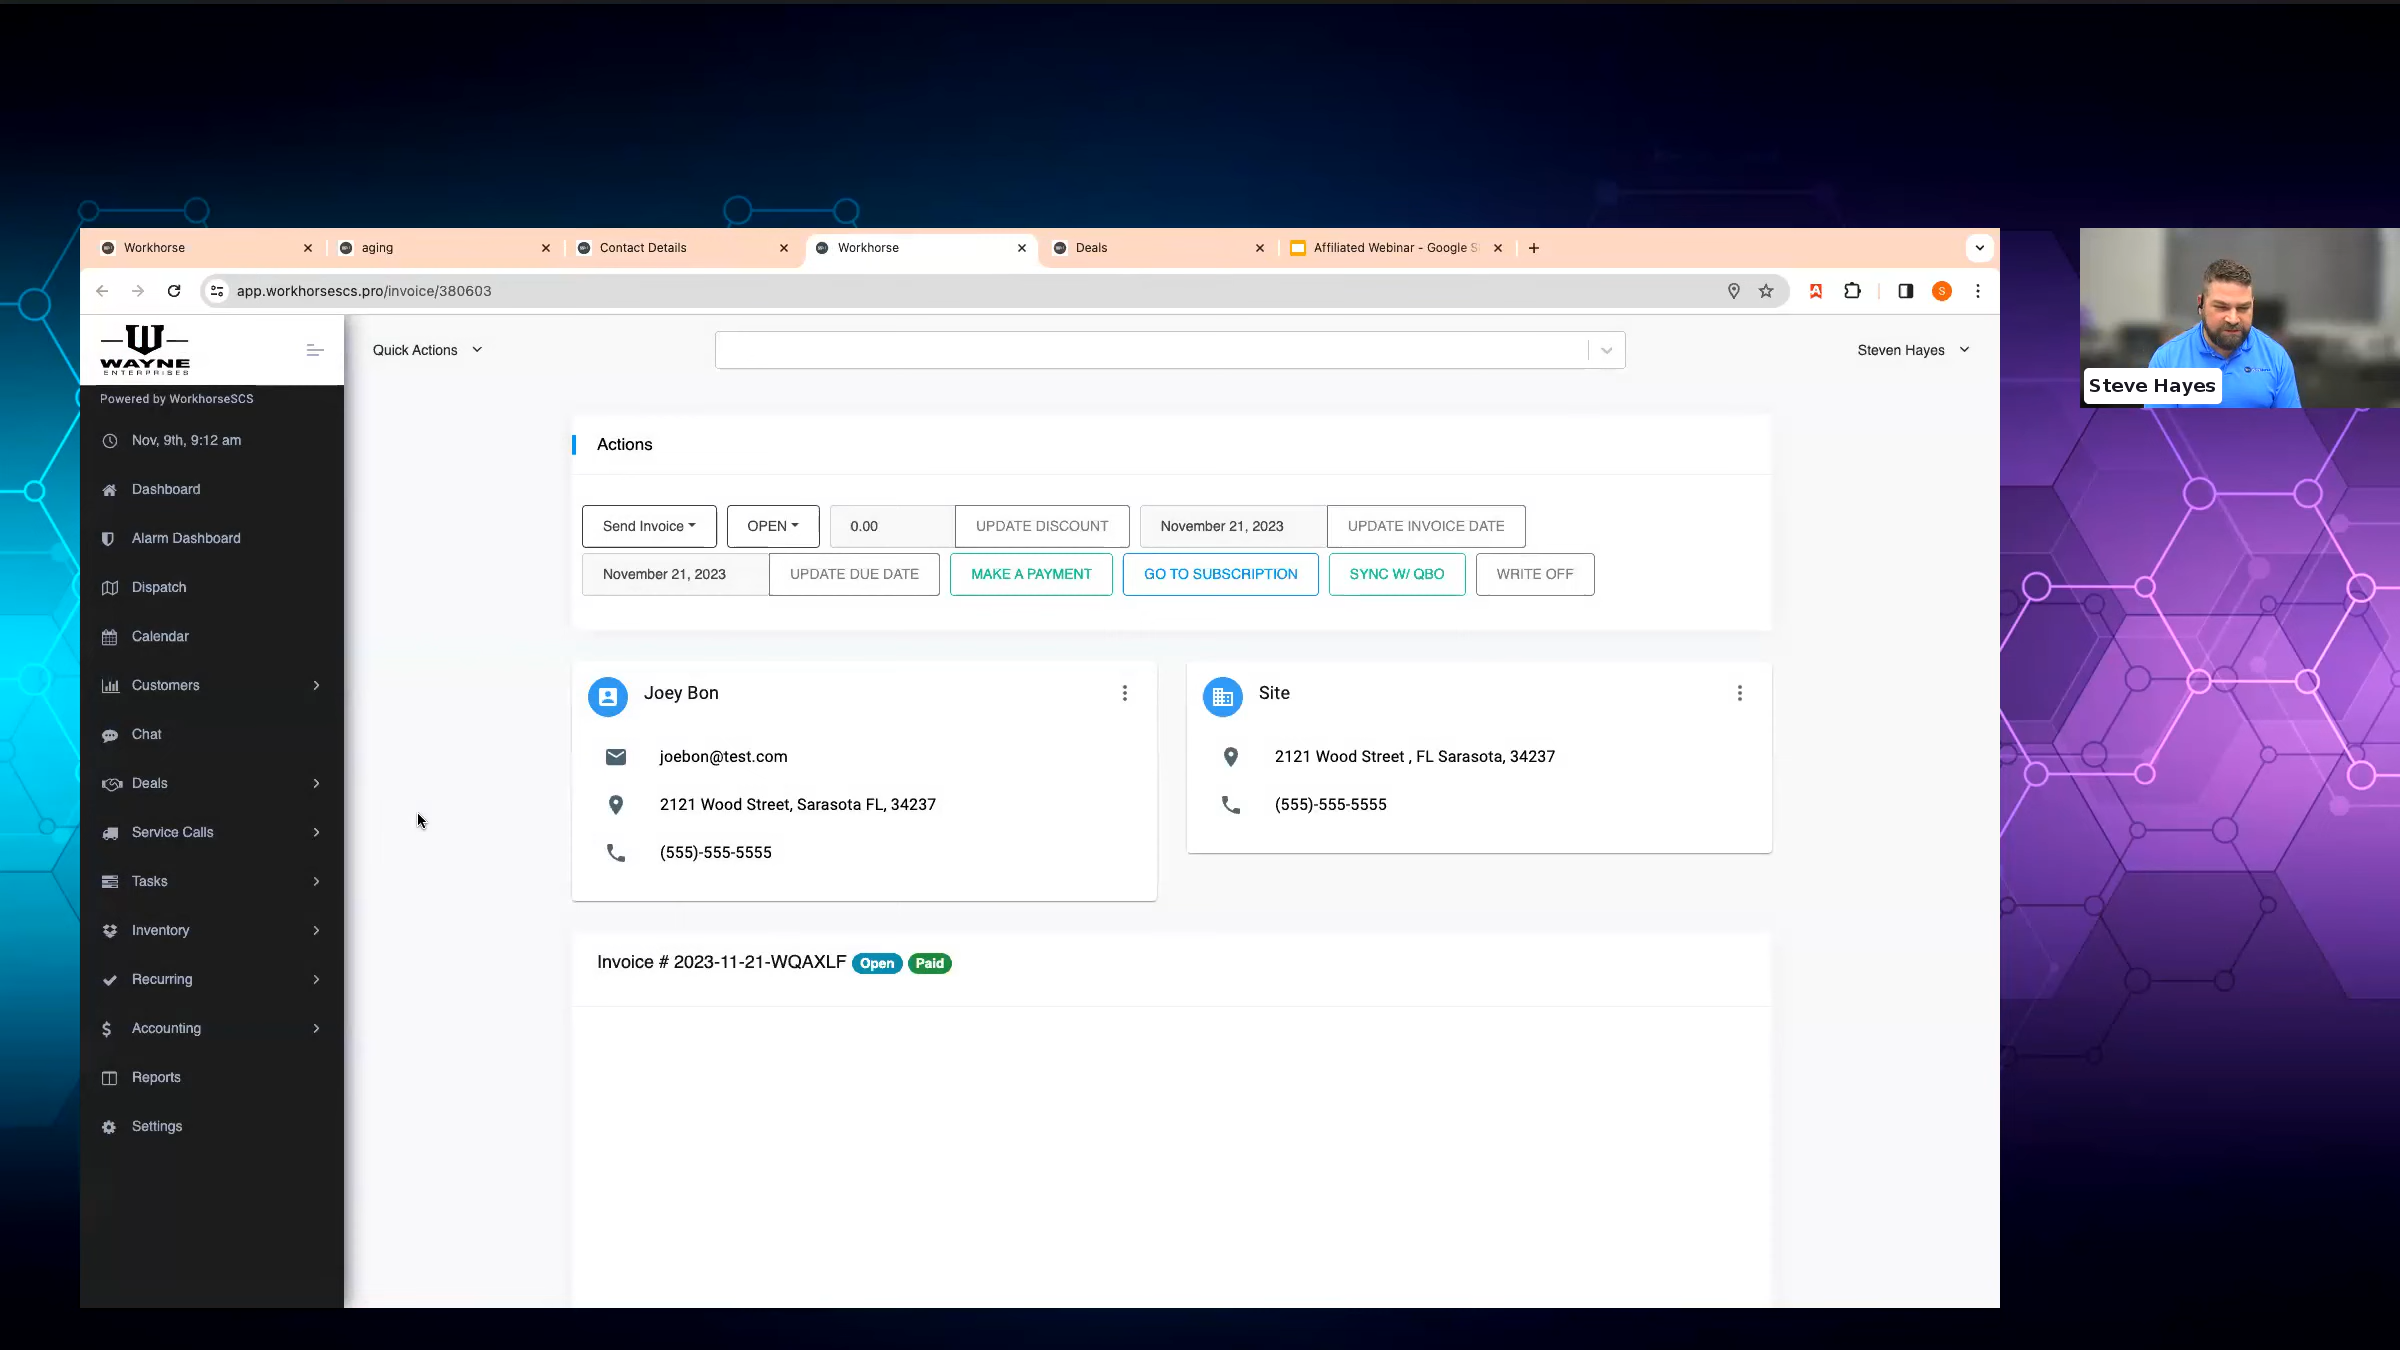 Workhorse
aging
Contact Details
Workhorse
Deals
Affiliated Webinar - Google S
app.workhorsescs.pro/invoice/380603
S
WAYNE
ENTERPRISES
Quick Actions
Steven Hayes
Steve Hayes
Powered by WorkhorseSCS
Nov, 9th, 9:12 am
Dashboard
Alarm Dashboard
Dispatch
Calendar
Customers
Chat
Deals
Service Calls
Tasks
Inventory
Recurring
Accounting
Reports
Settings
Actions
Send Invoice OPEN 0.00 UPDATE DISCOUNT November 21, 2023 UPDATE INVOICE DATE
November 21, 2023 UPDATE DUE DATE MAKE A PAYMENT GO TO SUBSCRIPTION SYNC W/ QBO WRITE OFF
Joey Bon
joebon@test.com
2121 Wood Street, Sarasota FL, 34237
(555)-555-5555
Site
2121 Wood Street , FL Sarasota, 34237
(555)-555-5555
Invoice # 2023-11-21-WQAXLF Open Paid